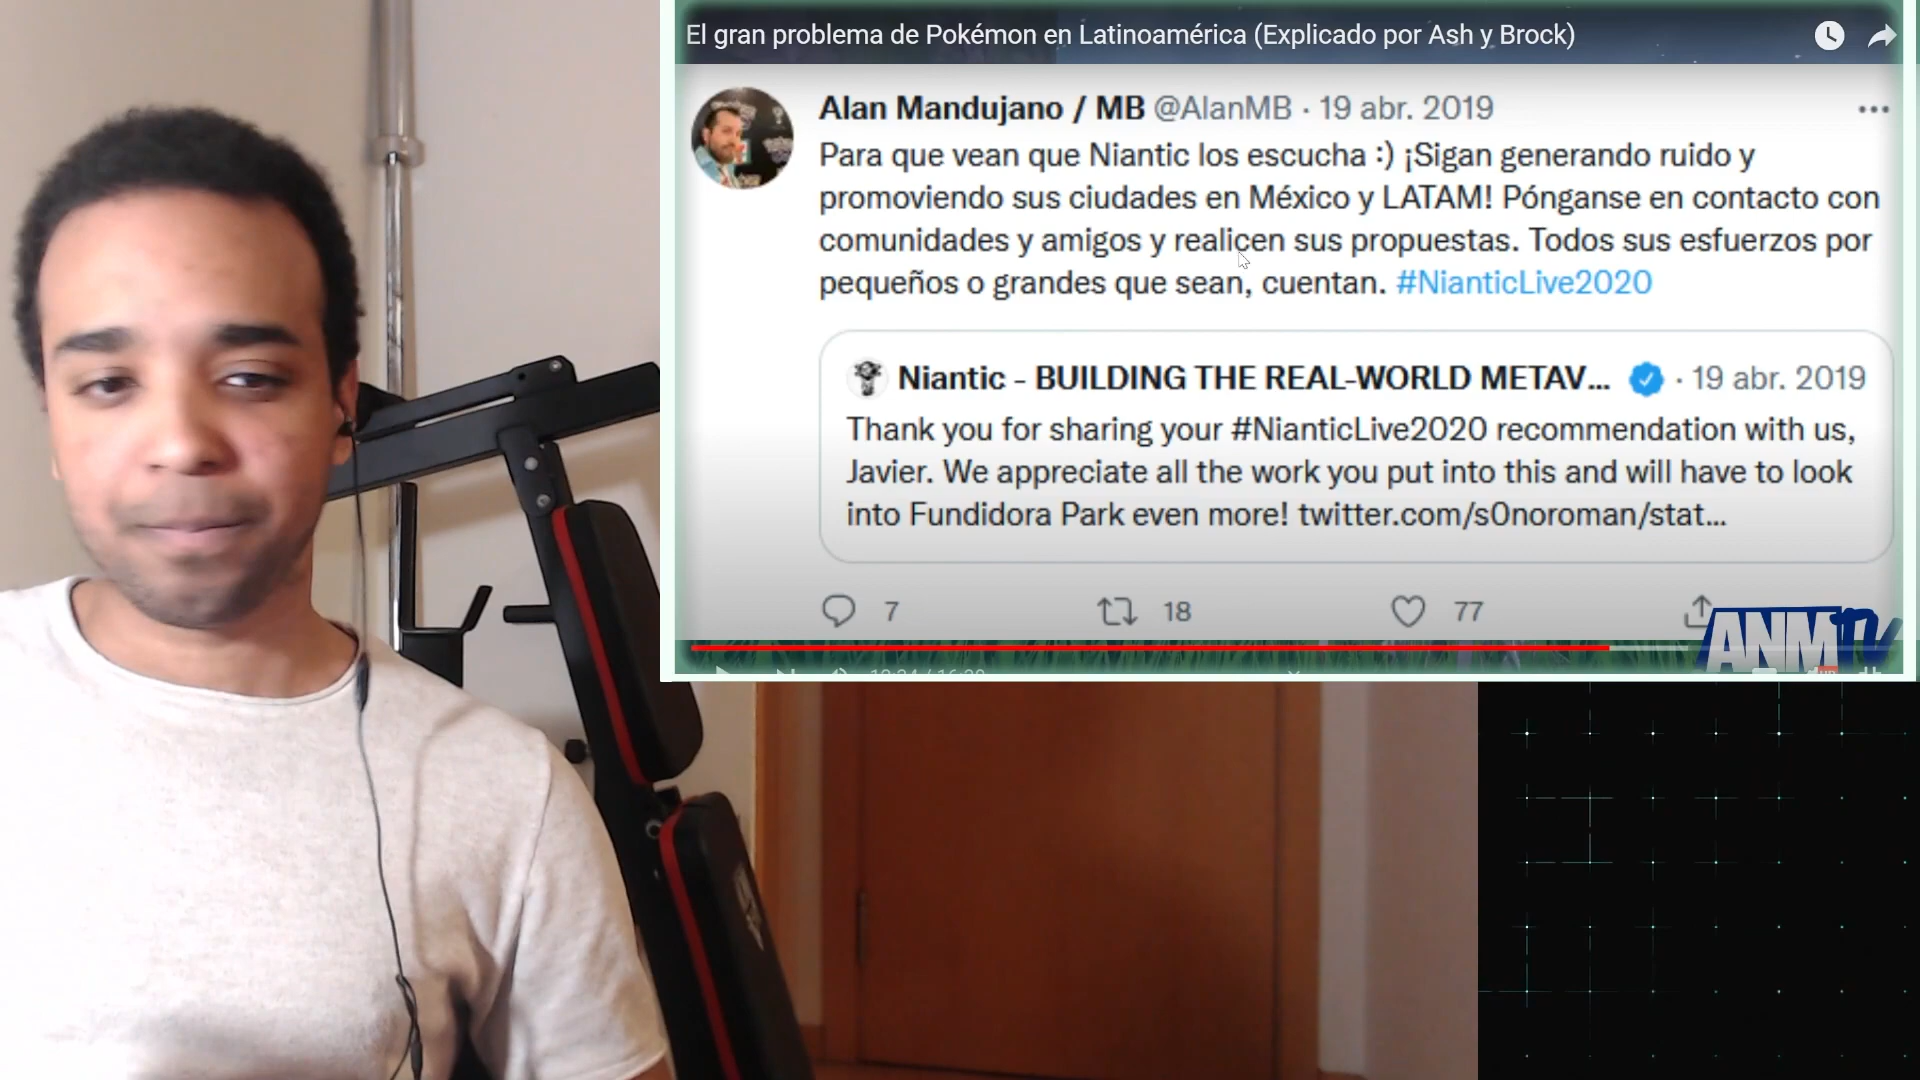 El gran problema de Pokémon en Latinoamérica (Explicado por Ash y Brock)
Alan Mandujano / MB @AlanMB · 19 abr. 2019
Para que vean que Niantic los escucha :) ¡Sigan generando ruido y
promoviendo sus ciudades en México y LATAM! Pónganse en contacto con
comunidades y amigos y realicen sus propuestas. Todos sus esfuerzos por
pequeños o grandes que sean, cuentan. #NianticLive2020
Niantic - BUILDING THE REAL-WORLD METAV... · 19 abr. 2019
Thank you for sharing your #NianticLive2020 recommendation with us,
Javier. We appreciate all the work you put into this and will have to look
into Fundidora Park even more! twitter.com/s0noroman/stat...
7 18 77
ANMTV